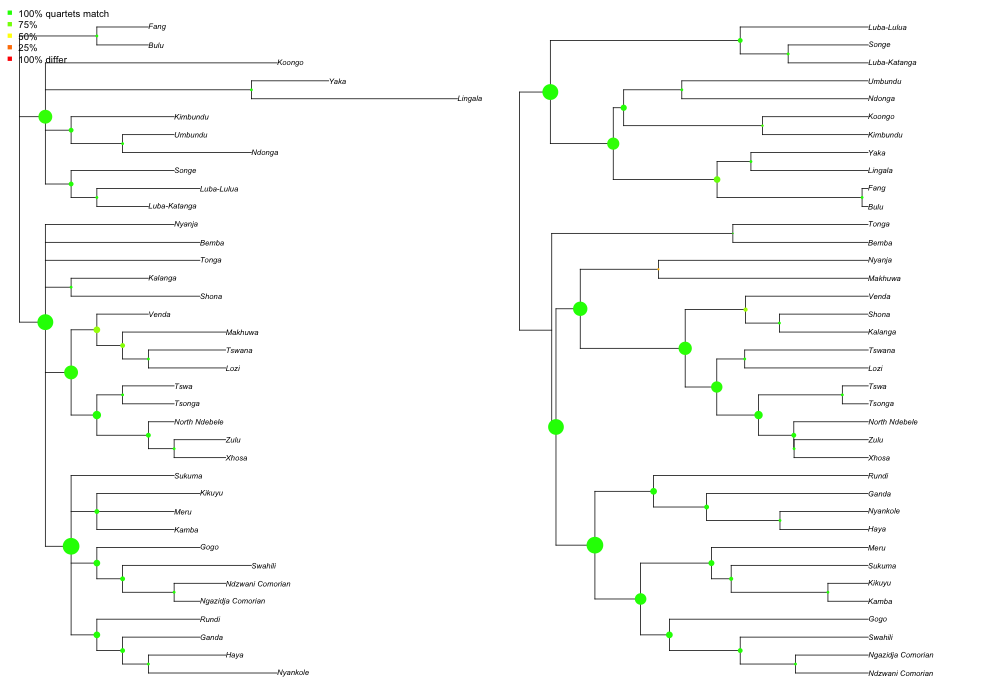 100% quartets match
75%
50%
25%
100% differ
Fang
Bulu
Koongo
Yaka
Lingala
Kimbundu
Umbundu
Ndonga
Songe
Luba-Lulua
Luba-Katanga
Nyanja
Bemba
Tonga
Kalanga
Shona
Venda
Makhuwa
Tswana
Lozi
Tswa
Tsonga
North Ndebele
Zulu
Xhosa
Sukuma
Kikuyu
Meru
Kamba
Gogo
Swahili
Ndzwani Comorian
Ngazidja Comorian
Rundi
Ganda
Haya
Nyankole
Luba-Lulua
Songe
Luba-Katanga
Umbundu
Ndonga
Koongo
Kimbundu
Yaka
Lingala
Fang
Bulu
Tonga
Bemba
Nyanja
Makhuwa
Venda
Shona
Kalanga
Tswana
Lozi
Tswa
Tsonga
North Ndebele
Zulu
Xhosa
Rundi
Ganda
Nyankole
Haya
Meru
Sukuma
Kikuyu
Kamba
Gogo
Swahili
Ngazidja Comorian
Ndzwani Comorian